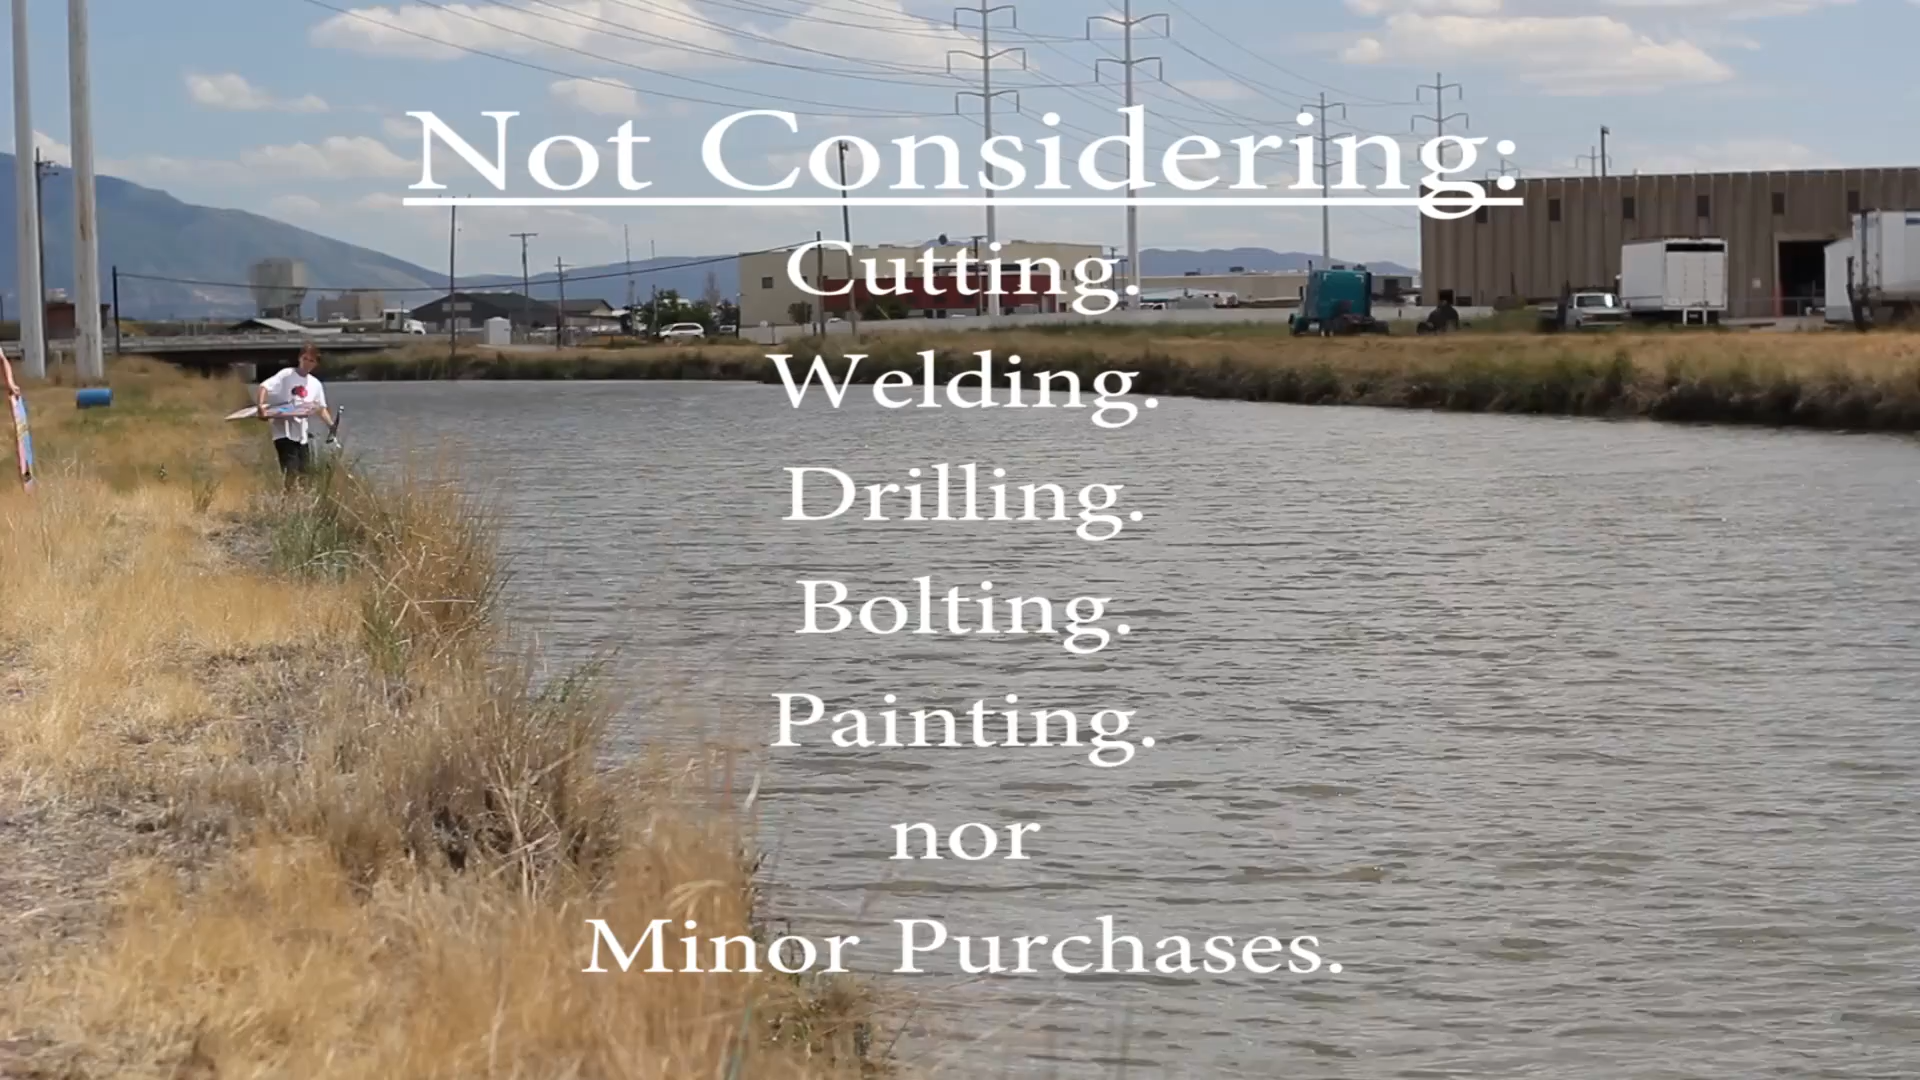 Not Considering:
Cutting.
Welding.
Drilling.
Bolting.
Painting.
nor
Minor Purchases.